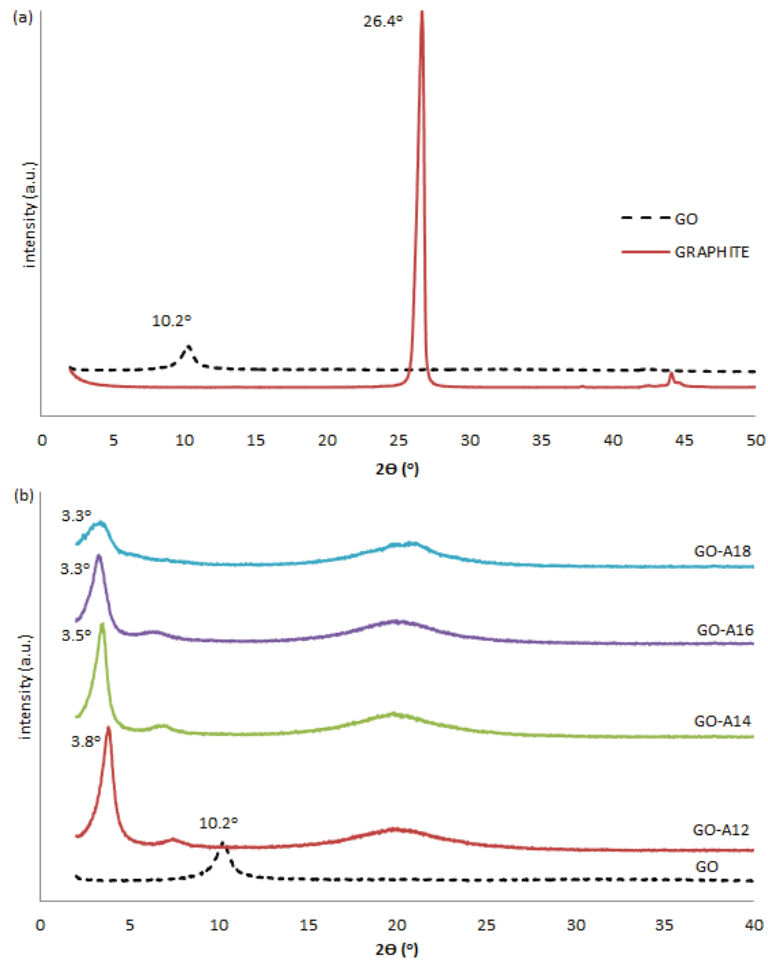 (a)
26.4°
intensity (a.u.)
GO
GRAPHITE
10.2°
0 5 10 15 20 25 30 35 40 45 50
2Ɵ (°)
(b)
3.3°
GO-A18
3.3°
GO-A16
3.5°
intensity (a.u.)
GO-A14
3.8°
10.2°
GO-A12
GO
0 5 10 15 20 25 30 35 40
2Ɵ (°)